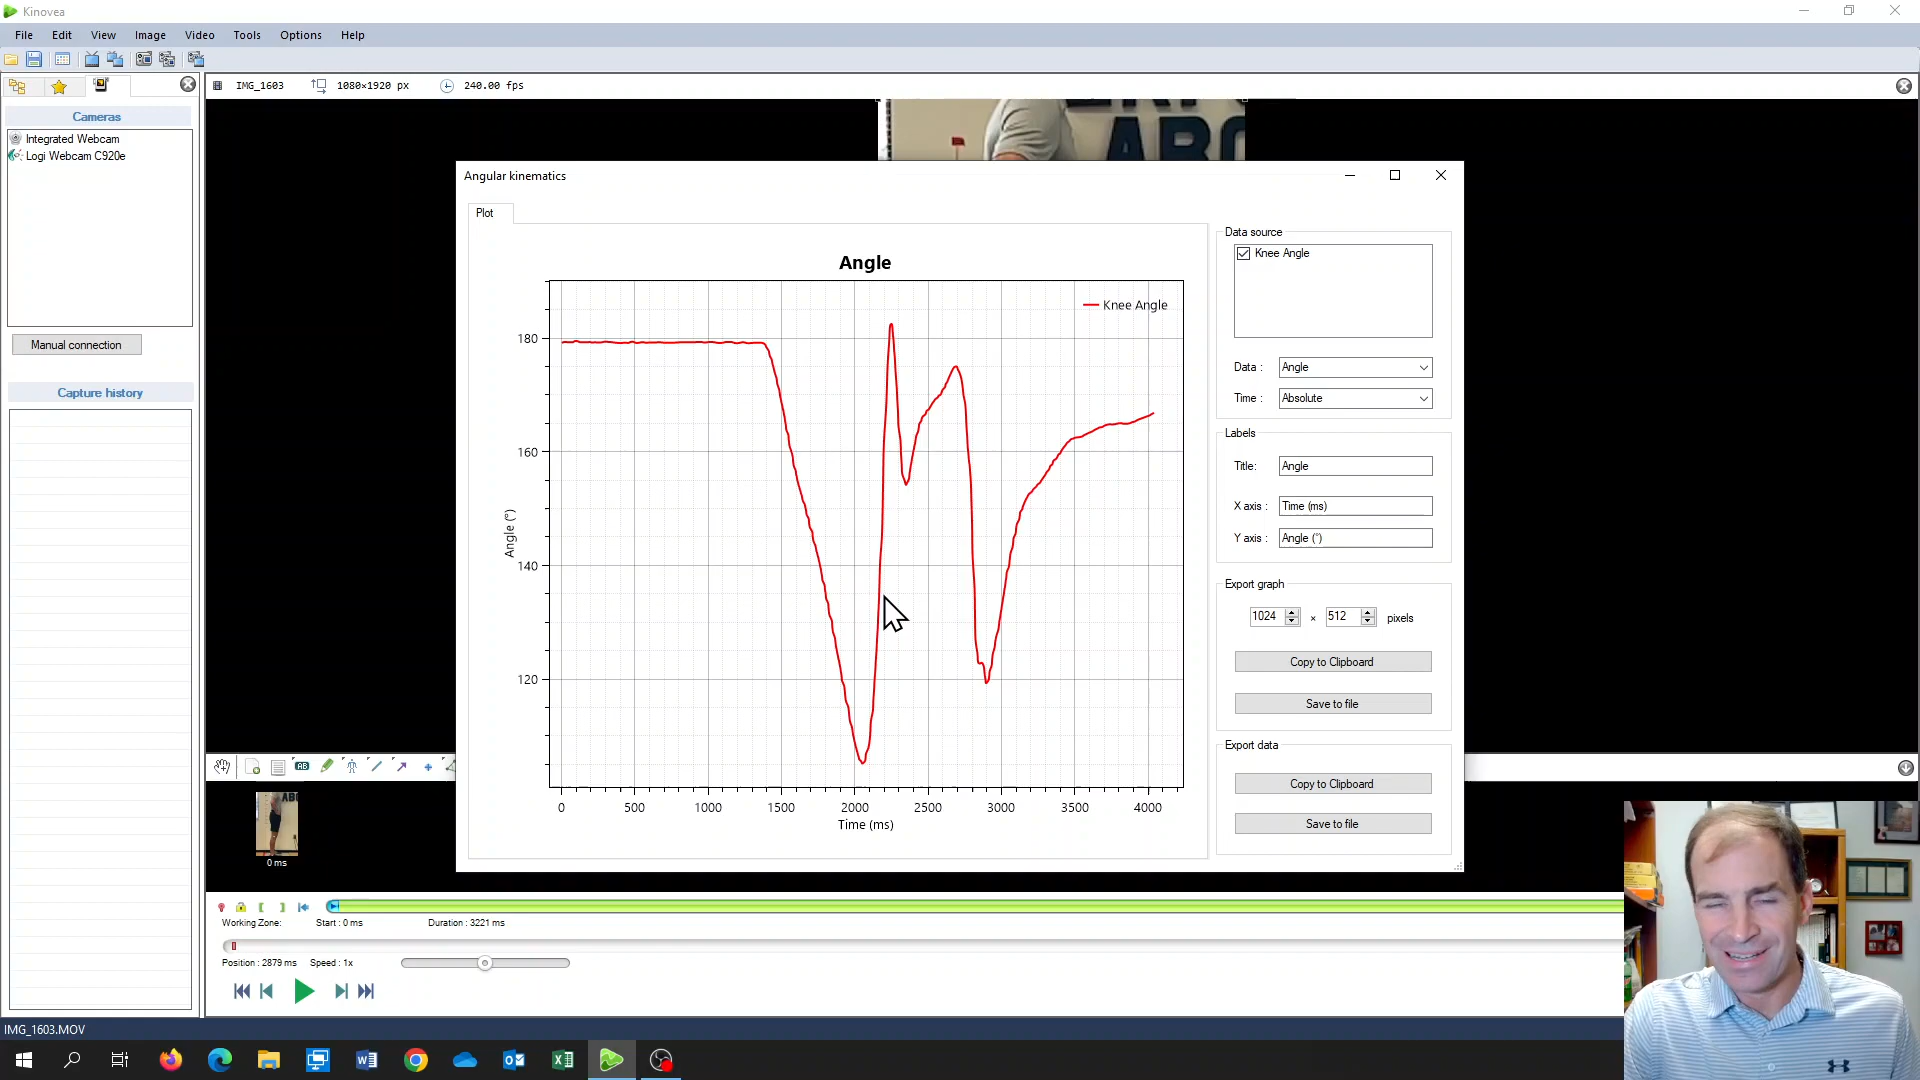 Kinovea
File Edit View Image Video Tools Options Help
IMG_1603 1080×1920 px 240.00 fps
Cameras
Integrated Webcam
Logi Webcam C920e
Manual connection
Capture history
ABC
Angular kinematics
Plot
Angle
Knee Angle
180
160
140
120
Angle (°)
0 500 1000 1500 2000 2500 3000 3500 4000
Time (ms)
Data source
Knee Angle
Data : Angle
Time : Absolute
Labels
Title: Angle
X axis : Time (ms)
Y axis : Angle (°)
Export graph
1024 × 512 pixels
Copy to Clipboard
Save to file
Export data
Copy to Clipboard
Save to file
AB
0 ms
Working Zone: Start : 0 ms Duration : 3221 ms
Position : 2879 ms Speed : 1x
IMG_1603.MOV